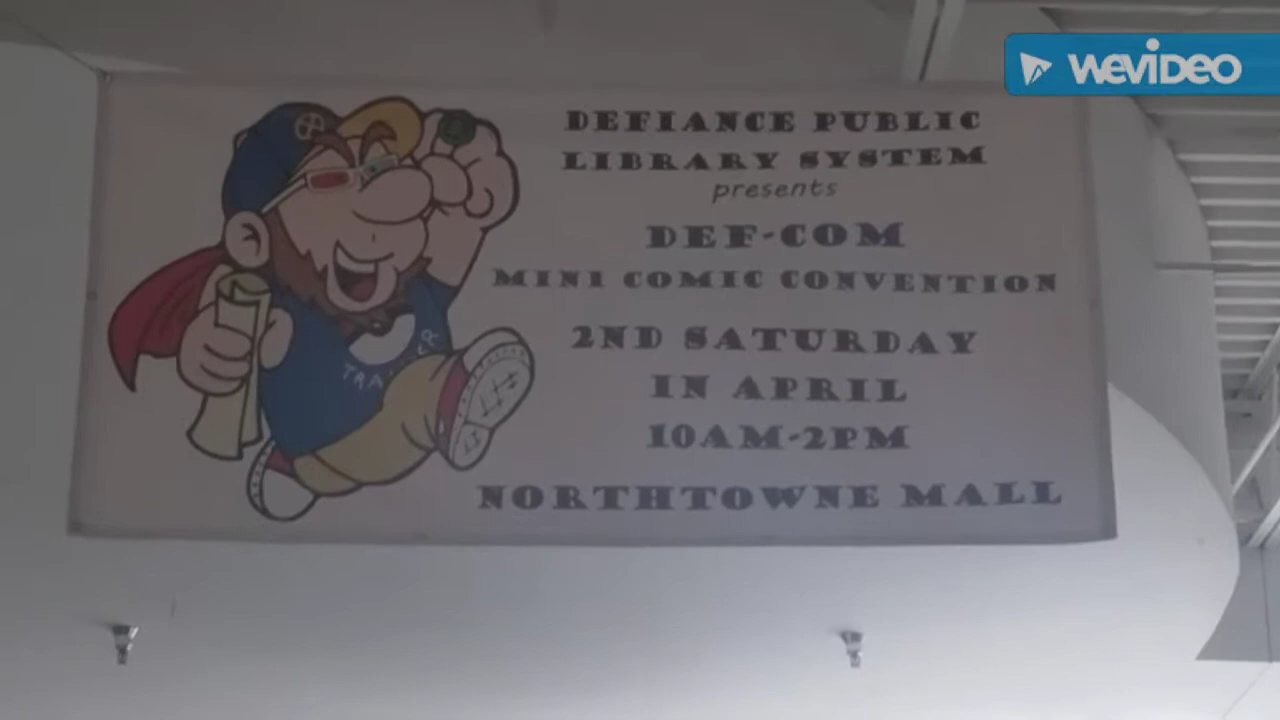 WEVIDEO
DEFIANCE PUBLIC
LIBRARY SYSTEM
presents
DEF-COM
MINI COMIC CONVENTION
2ND SATURDAY
IN APRIL
10AM-2PM
NORTHTOWNE MALL